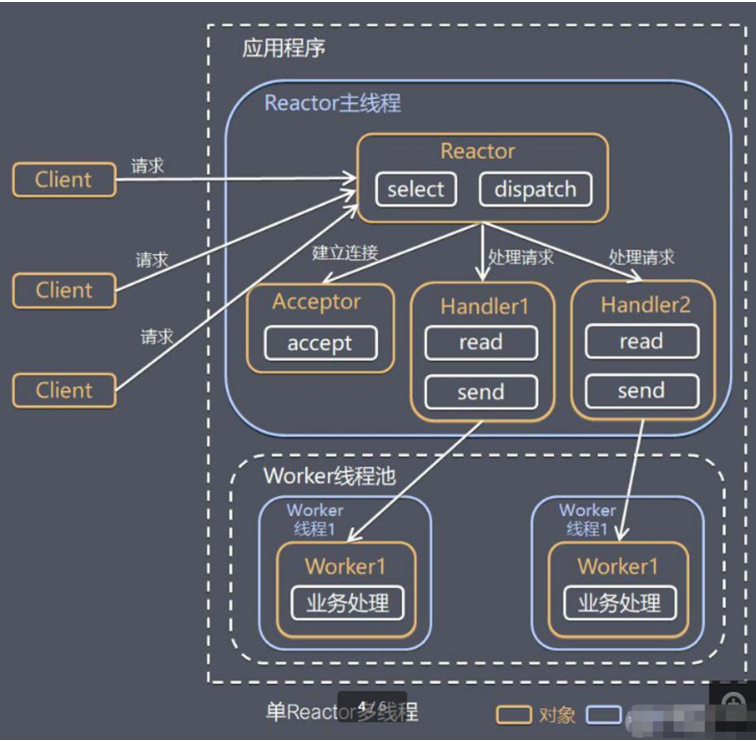 应用程序
Reactor主线程
Reactor
select
dispatch
Client
请求
Client
请求
Client
请求
建立连接
处理请求
处理请求
Acceptor
accept
Handler1
read
send
Handler2
read
send
Worker线程池
Worker
线程1
Worker1
业务处理
Worker
线程1
Worker1
业务处理
单Reactor多线程
4 / 6
对象